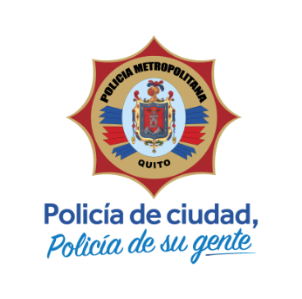 POLICIA METROPOLITANA
QUITO
Policía de ciudad,
Policía de su gente